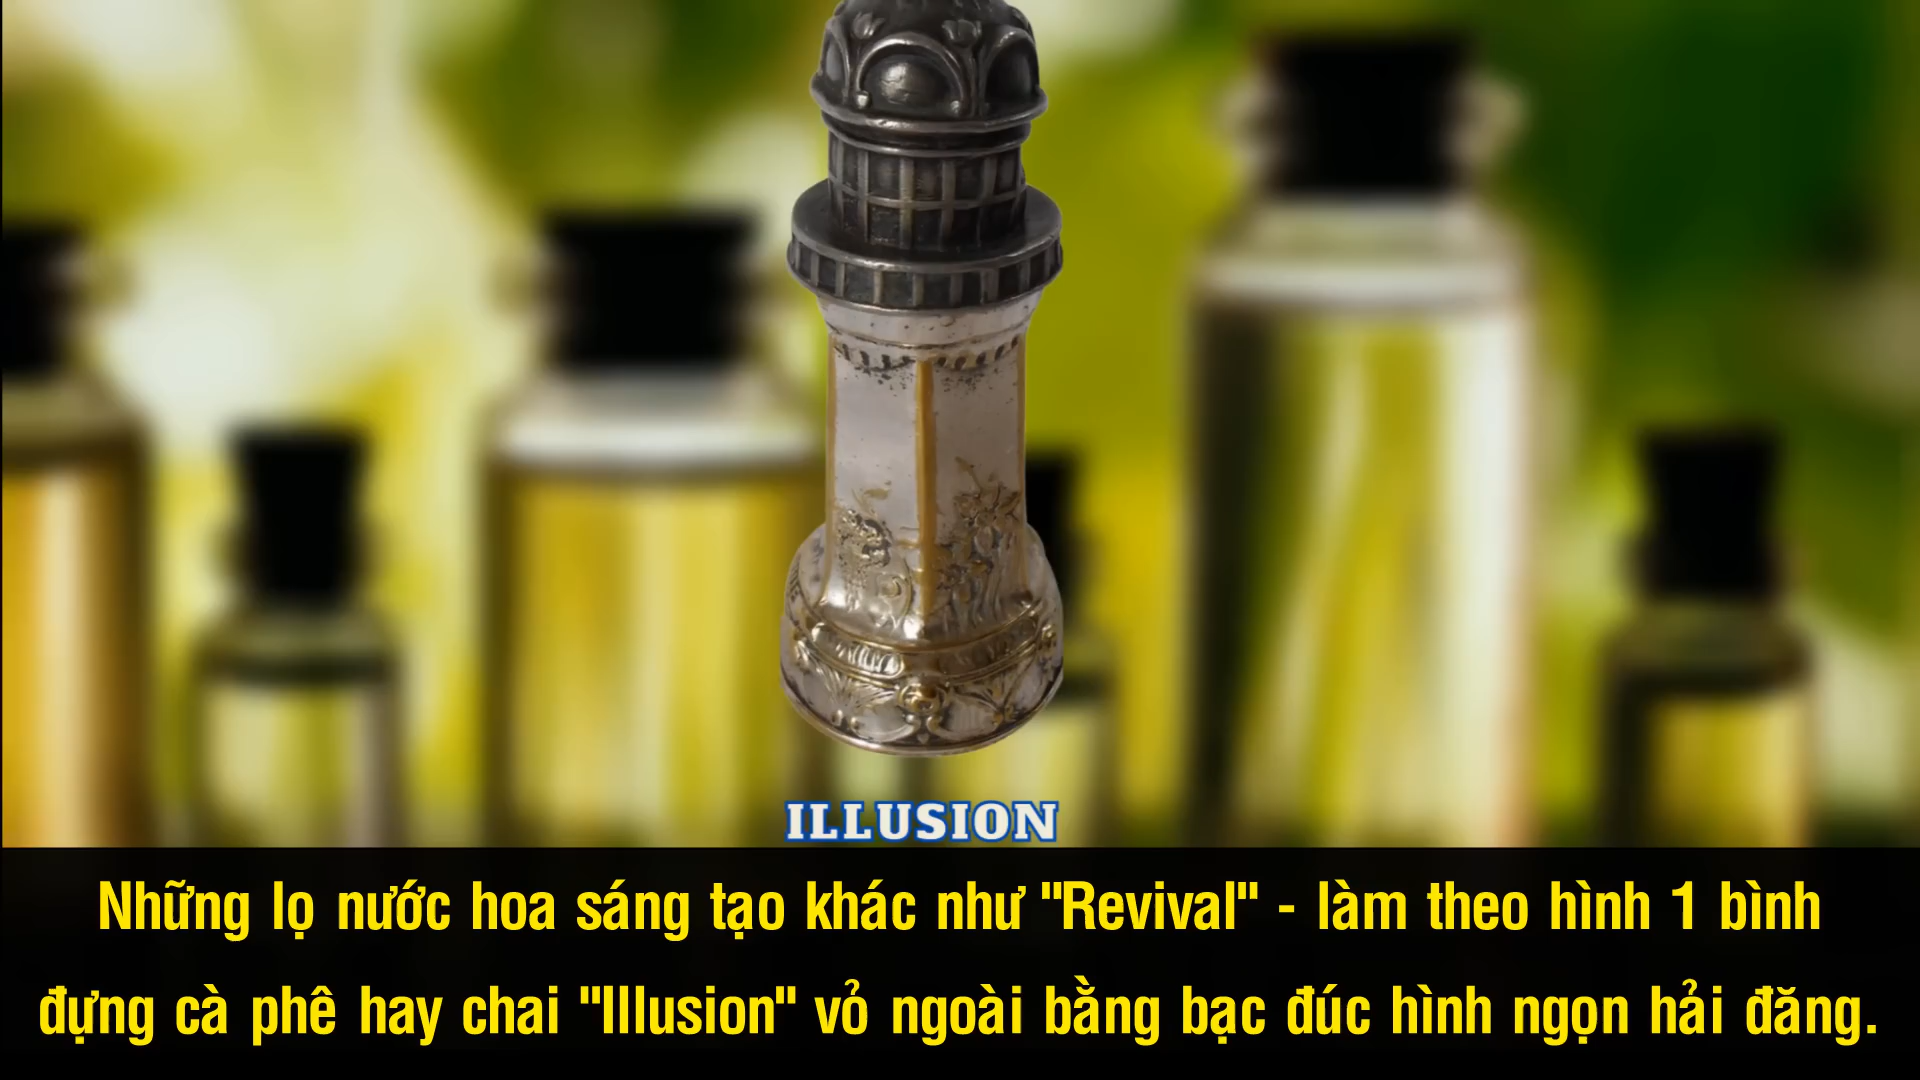 ILLUSION
Những lọ nước hoa sáng tạo khác như "Revival" - làm theo hình 1 bình
đựng cà phê hay chai "Illusion" vỏ ngoài bằng bạc đúc hình ngọn hải đăng.